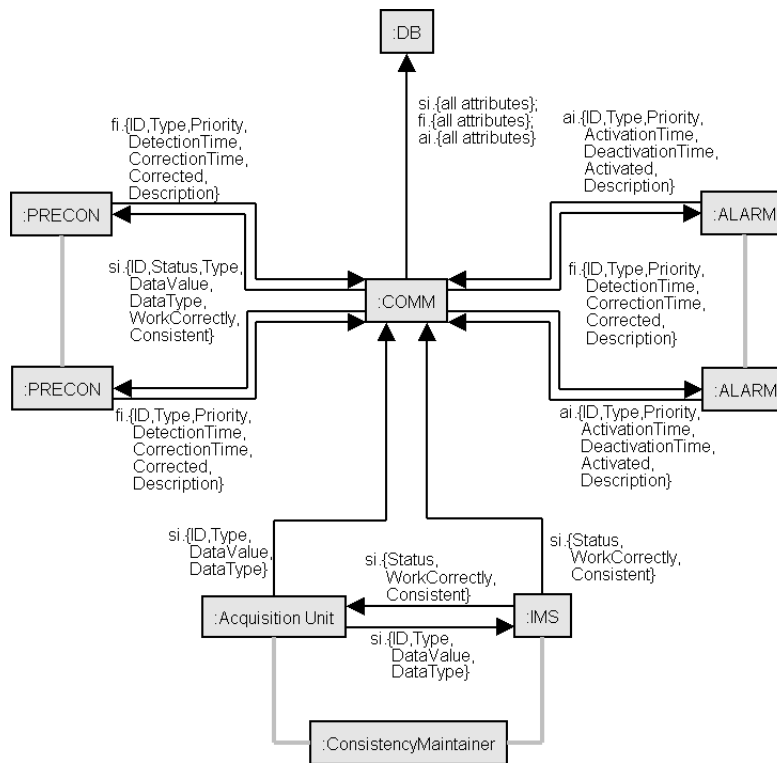 :DB
si.{all attributes};
fi.{all attributes};
ai.{all attributes}
fi.{ID,Type,Priority,
DetectionTime,
CorrectionTime,
Corrected,
Description}
ai.{ID,Type,Priority,
ActivationTime,
DeactivationTime,
Activated,
Description}
:PRECON
:ALARM
si.{ID,Status,Type,
DataValue,
DataType,
WorkCorrectly,
Consistent}
:COMM
fi.{ID,Type,Priority,
DetectionTime,
CorrectionTime,
Corrected,
Description}
:PRECON
:ALARM
fi.{ID,Type,Priority,
DetectionTime,
CorrectionTime,
Corrected,
Description}
ai.{ID,Type,Priority,
ActivationTime,
DeactivationTime,
Activated,
Description}
si.{ID,Type,
DataValue,
DataType}
si.{Status,
WorkCorrectly,
Consistent}
si.{Status,
WorkCorrectly,
Consistent}
:Acquisition Unit
:IMS
si.{ID,Type,
DataValue,
DataType}
:ConsistencyMaintainer